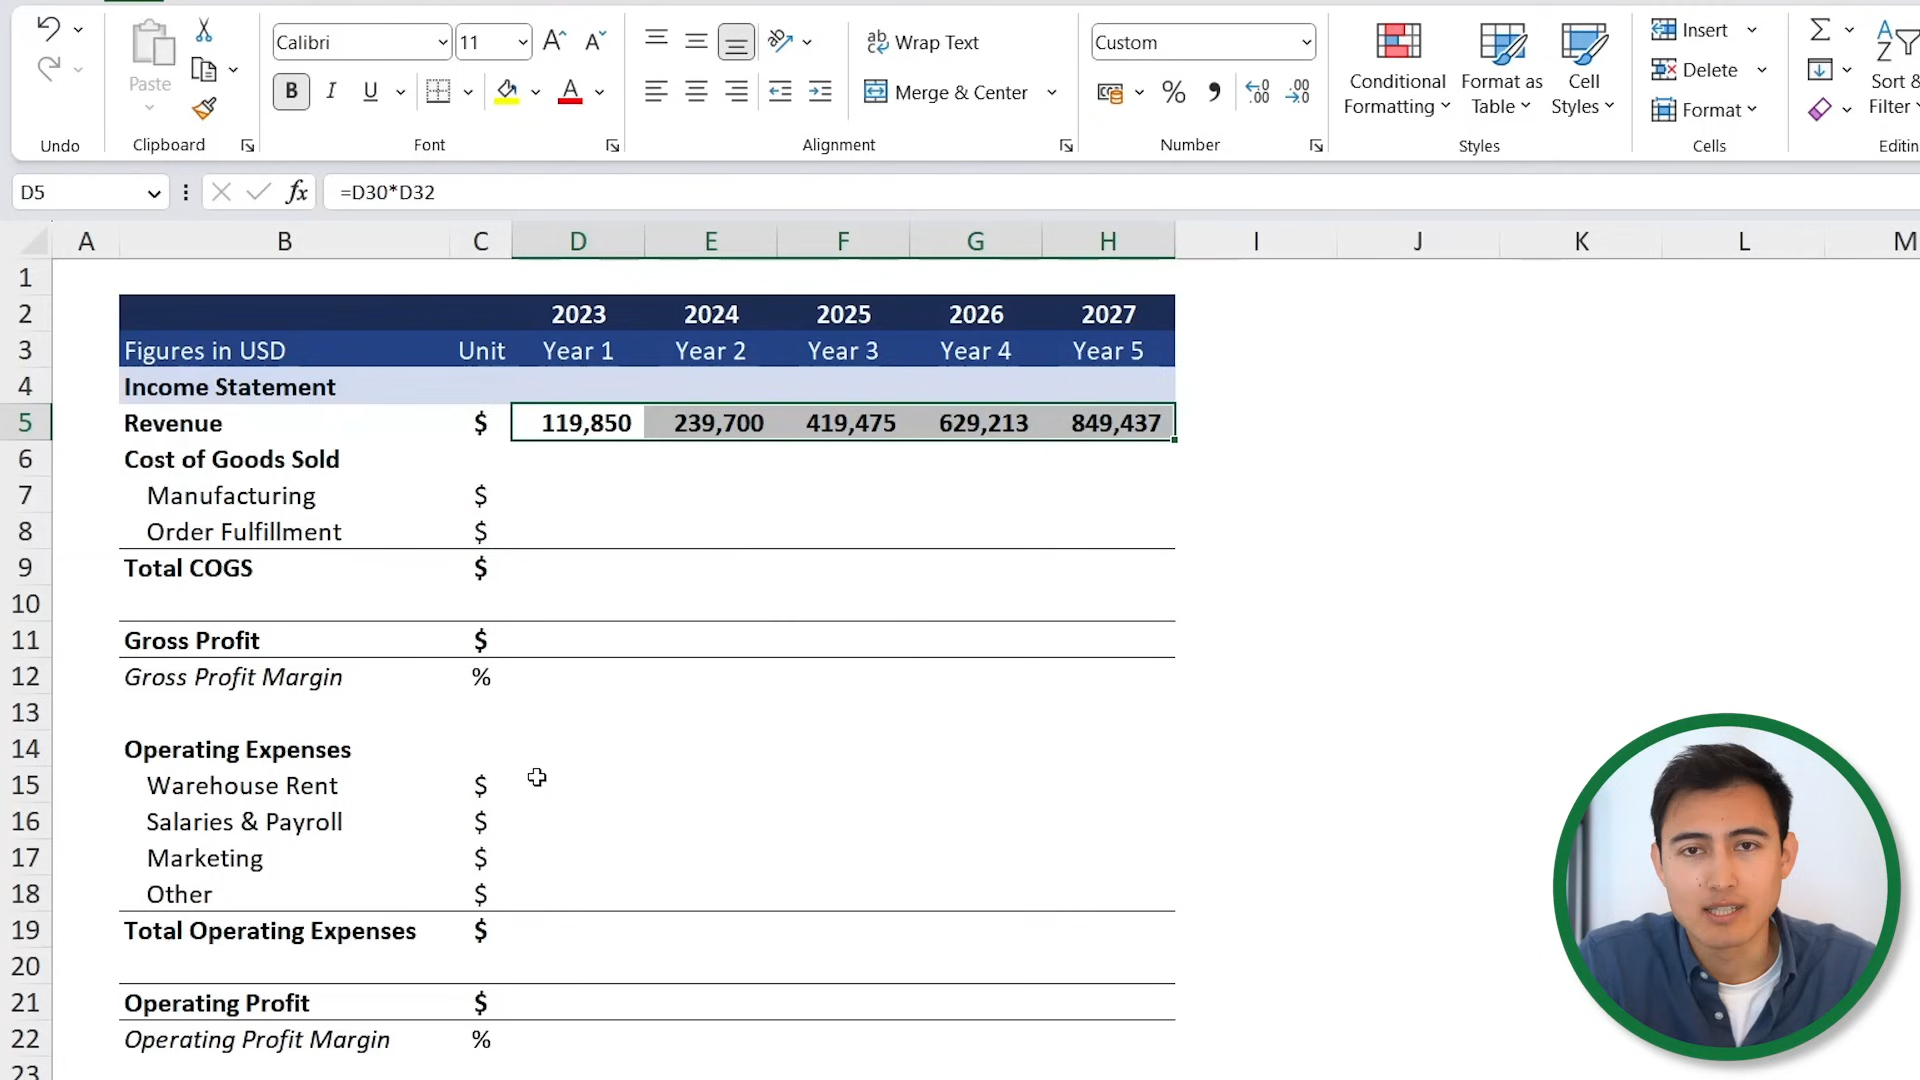 Calibri 11 Wrap Text Custom Insert
Paste B I U Merge & Center % Conditional Formatting Format as Table Cell Styles Delete Sort & Filter
Format
Undo Clipboard Font Alignment Number Styles Cells Editin
D5 fx =D30*D32
A B C D E F G H I J K L M
1
2 2023 2024 2025 2026 2027
3 Figures in USD Unit Year 1 Year 2 Year 3 Year 4 Year 5
4 Income Statement
5 Revenue $ 119,850 239,700 419,475 629,213 849,437
6 Cost of Goods Sold
7 Manufacturing $
8 Order Fulfillment $
9 Total COGS $
10
11 Gross Profit $
12 Gross Profit Margin %
13
14 Operating Expenses
15 Warehouse Rent $
16 Salaries & Payroll $
17 Marketing $
18 Other $
19 Total Operating Expenses $
20
21 Operating Profit $
22 Operating Profit Margin %
23